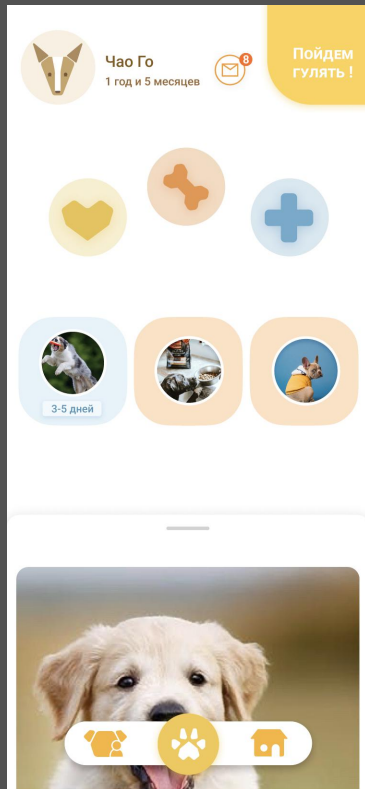 Чао Го
1 год и 5 месяцев
8
Пойдем
гулять !
3-5 дней